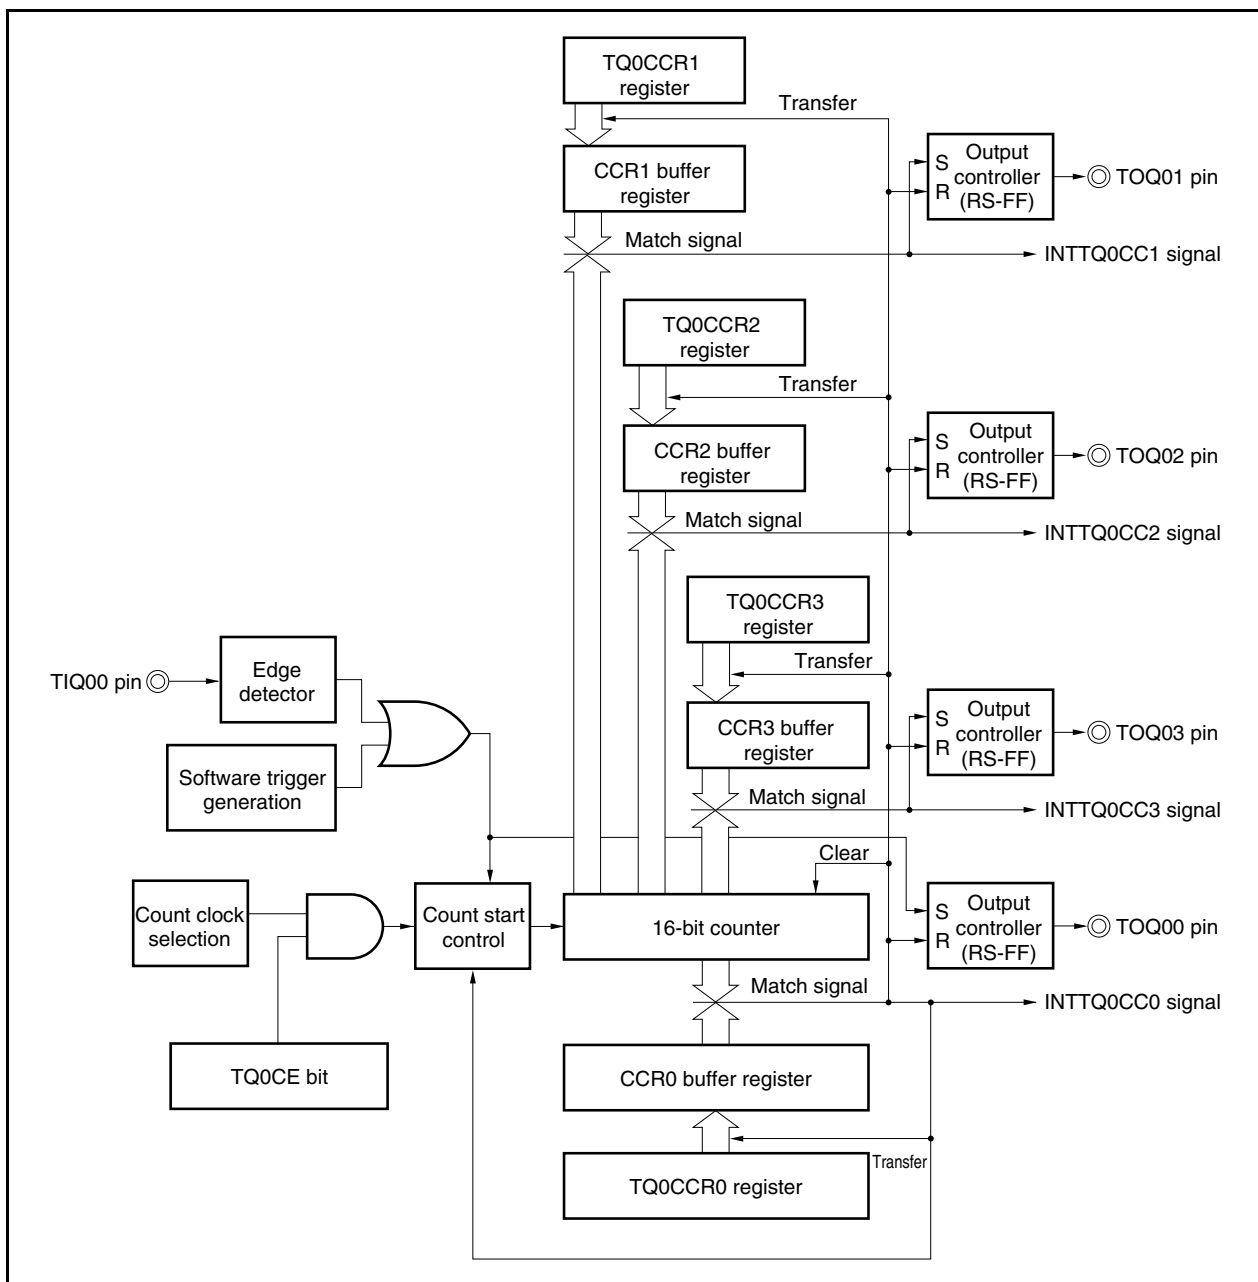 TQ0CCR1
register
Transfer
CCR1 buffer
register
S
R
Output
controller
(RS-FF)
TOQ01 pin
Match signal
INTTQ0CC1 signal
TQ0CCR2
register
Transfer
CCR2 buffer
register
S
R
Output
controller
(RS-FF)
TOQ02 pin
Match signal
INTTQ0CC2 signal
TQ0CCR3
register
Transfer
TIQ00 pin
Edge
detector
CCR3 buffer
register
S
R
Output
controller
(RS-FF)
TOQ03 pin
Software trigger
generation
Match signal
INTTQ0CC3 signal
Clear
Count clock
selection
Count start
control
16-bit counter
S
R
Output
controller
(RS-FF)
TOQ00 pin
Match signal
INTTQ0CC0 signal
TQ0CE bit
CCR0 buffer register
Transfer
TQ0CCR0 register